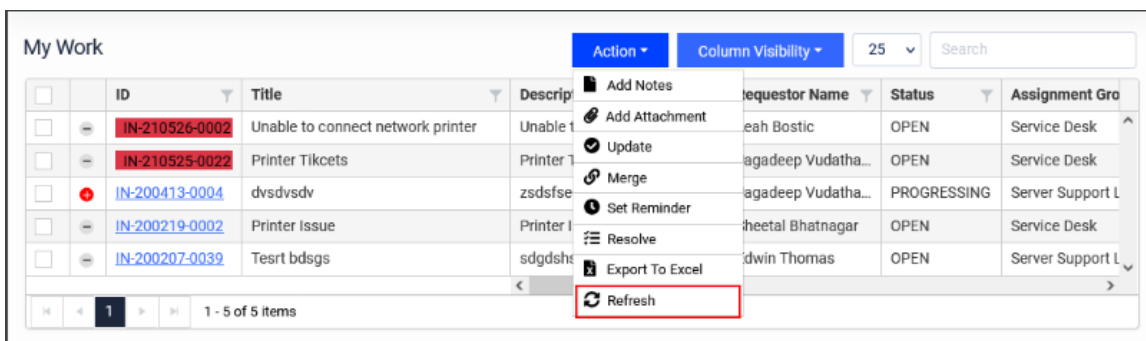 My Work Action Column Visibility 25 Search
ID Title Descrip Requestor Name Status Assignment Gro
IN-210526-0002 Unable to connect network printer Unable eah Bostic OPEN Service Desk
IN-210525-0022 Printer Tikcets Printer agadeep Vudatha... OPEN Service Desk
IN-200413-0004 dvsdvsdv zsdsfse agadeep Vudatha... PROGRESSING Server Support L
IN-200219-0002 Printer Issue Printer heetal Bhatnagar OPEN Service Desk
IN-200207-0039 Tesrt bdsgs sdgdshs dwin Thomas OPEN Server Support L
Add Notes
Add Attachment
Update
Merge
Set Reminder
Resolve
Export To Excel
Refresh
1 1 - 5 of 5 items